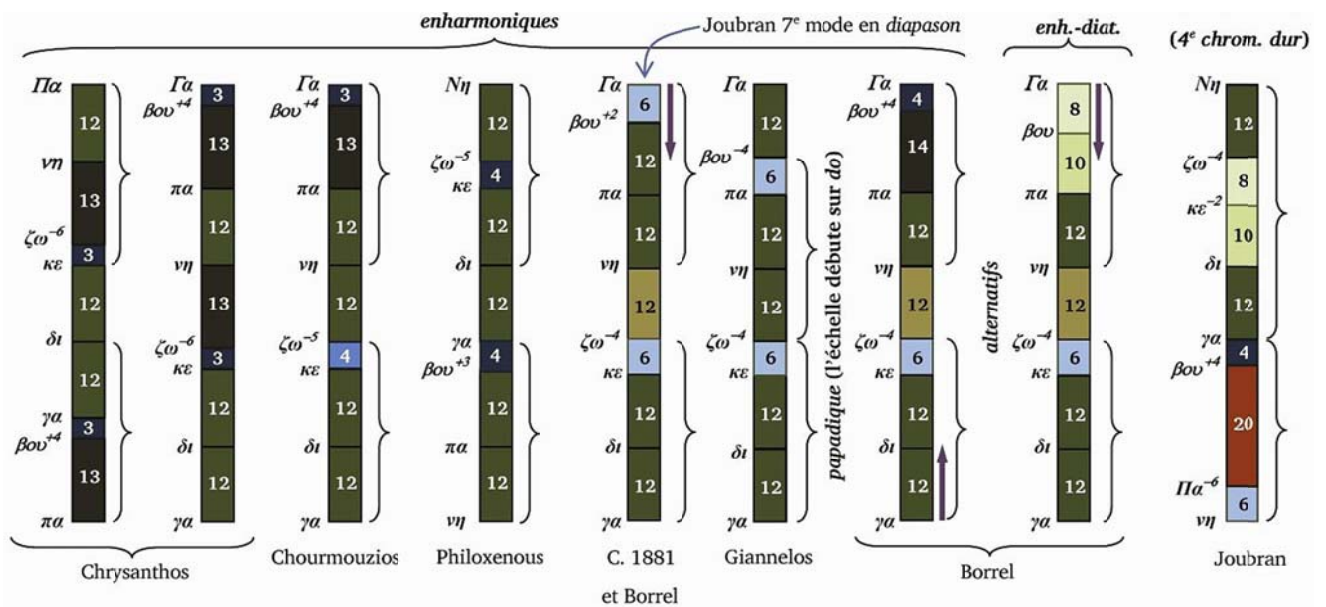 enharmoniques
Joubran 7ᵉ mode en diapason
enh.-diat.
(4ᵉ chrom. dur)
Πα
12
νη
13
ζω⁻⁶
3
κε
12
δι
12
γα
3
βου⁺⁴
13
πα
Γα
3
βου⁺⁴
13
πα
12
νη
13
ζω⁻⁶
3
κε
12
δι
12
γα
Chrysanthos
Γα
3
βου⁺⁴
13
πα
12
νη
12
ζω⁻⁵
4
κε
12
δι
12
γα
Chourmouzios
Νη
12
ζω⁻⁵
4
κε
12
δι
12
γα
4
βου⁺³
12
πα
12
νη
Philoxenous
Γα
6
βου⁺²
12
πα
12
νη
12
ζω⁻⁴
6
κε
12
δι
12
γα
C. 1881
et Borrel
Γα
12
βου⁻⁴
6
πα
12
νη
12
ζω⁻⁴
6
κε
12
δι
12
γα
Giannelos
papadique (l'échelle débute sur do)
Γα
4
βου⁺⁴
14
πα
12
νη
12
ζω⁻⁴
6
κε
12
δι
12
γα
alternatifs
Γα
8
βου
10
πα
12
νη
12
ζω⁻⁴
6
κε
12
δι
12
γα
Borrel
Νη
12
ζω⁻⁴
8
κε⁻²
10
δι
12
γα
4
βου⁺⁴
20
Πα⁻⁶
6
νη
Joubran